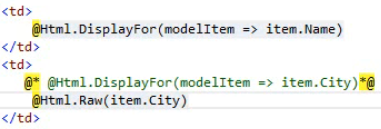 <td>
@Html.DisplayFor(modelItem => item.Name)
</td>
<td>
@* @Html.DisplayFor(modelItem => item.City)*@
@Html.Raw(item.City)
</td>